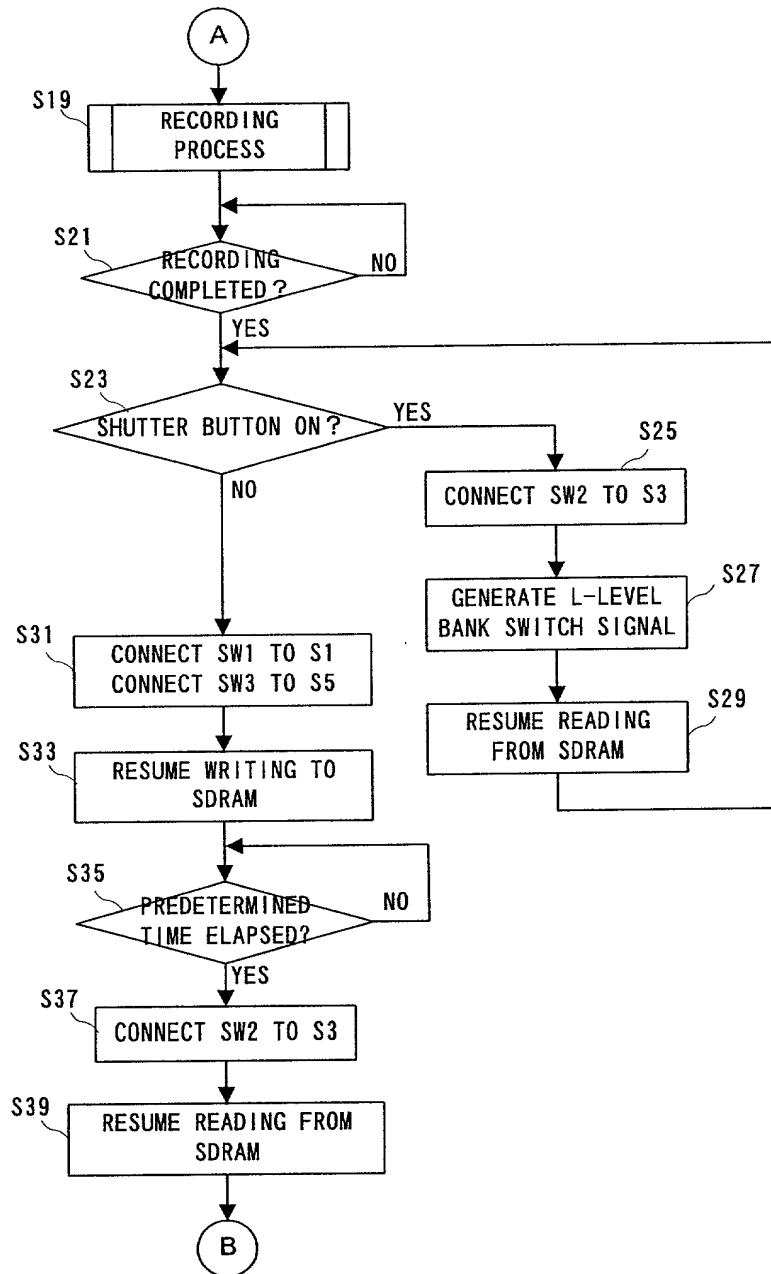 A
S19
RECORDING
PROCESS
S21
RECORDING
COMPLETED?
NO
YES
S23
SHUTTER BUTTON ON?
YES
NO
S25
CONNECT SW2 TO S3
S27
GENERATE L-LEVEL
BANK SWITCH SIGNAL
S29
RESUME READING
FROM SDRAM
S31
CONNECT SW1 TO S1
CONNECT SW3 TO S5
S33
RESUME WRITING TO
SDRAM
S35
PREDETERMINED
TIME ELAPSED?
NO
YES
S37
CONNECT SW2 TO S3
S39
RESUME READING FROM
SDRAM
B